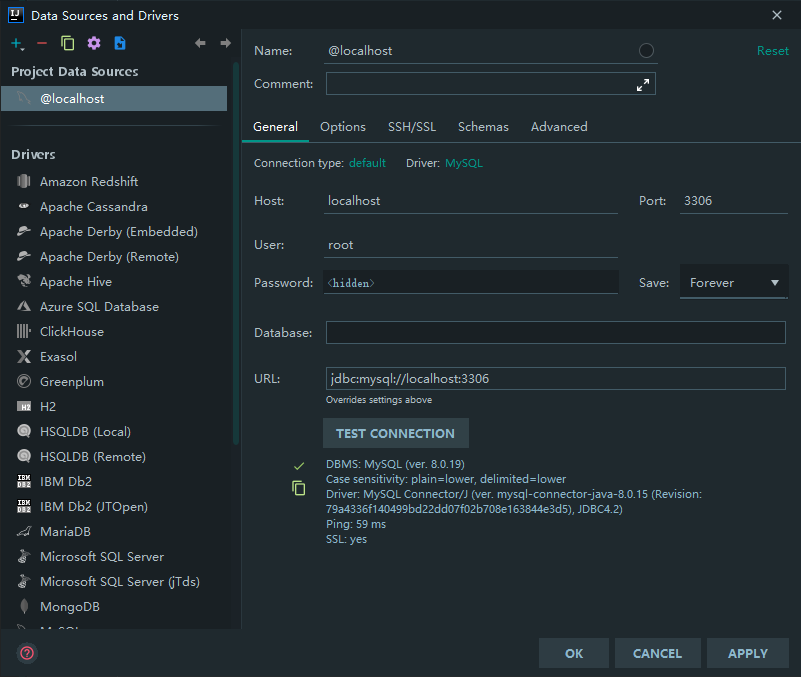 Data Sources and Drivers
Project Data Sources
@localhost
Drivers
Amazon Redshift
Apache Cassandra
Apache Derby (Embedded)
Apache Derby (Remote)
Apache Hive
Azure SQL Database
ClickHouse
Exasol
Greenplum
H2
HSQLDB (Local)
HSQLDB (Remote)
IBM Db2
IBM Db2 (JTOpen)
MariaDB
Microsoft SQL Server
Microsoft SQL Server (jTds)
MongoDB
Name: @localhost
Reset
Comment:
General Options SSH/SSL Schemas Advanced
Connection type: default Driver: MySQL
Host: localhost Port: 3306
User: root
Password: <hidden> Save: Forever
Database:
URL: jdbc:mysql://localhost:3306
Overrides settings above
TEST CONNECTION
DBMS: MySQL (ver. 8.0.19)
Case sensitivity: plain=lower, delimited=lower
Driver: MySQL Connector/J (ver. mysql-connector-java-8.0.15 (Revision:
79a4336f140499bd22dd07f02b708e163844e3d5), JDBC4.2)
Ping: 59 ms
SSL: yes
OK CANCEL APPLY